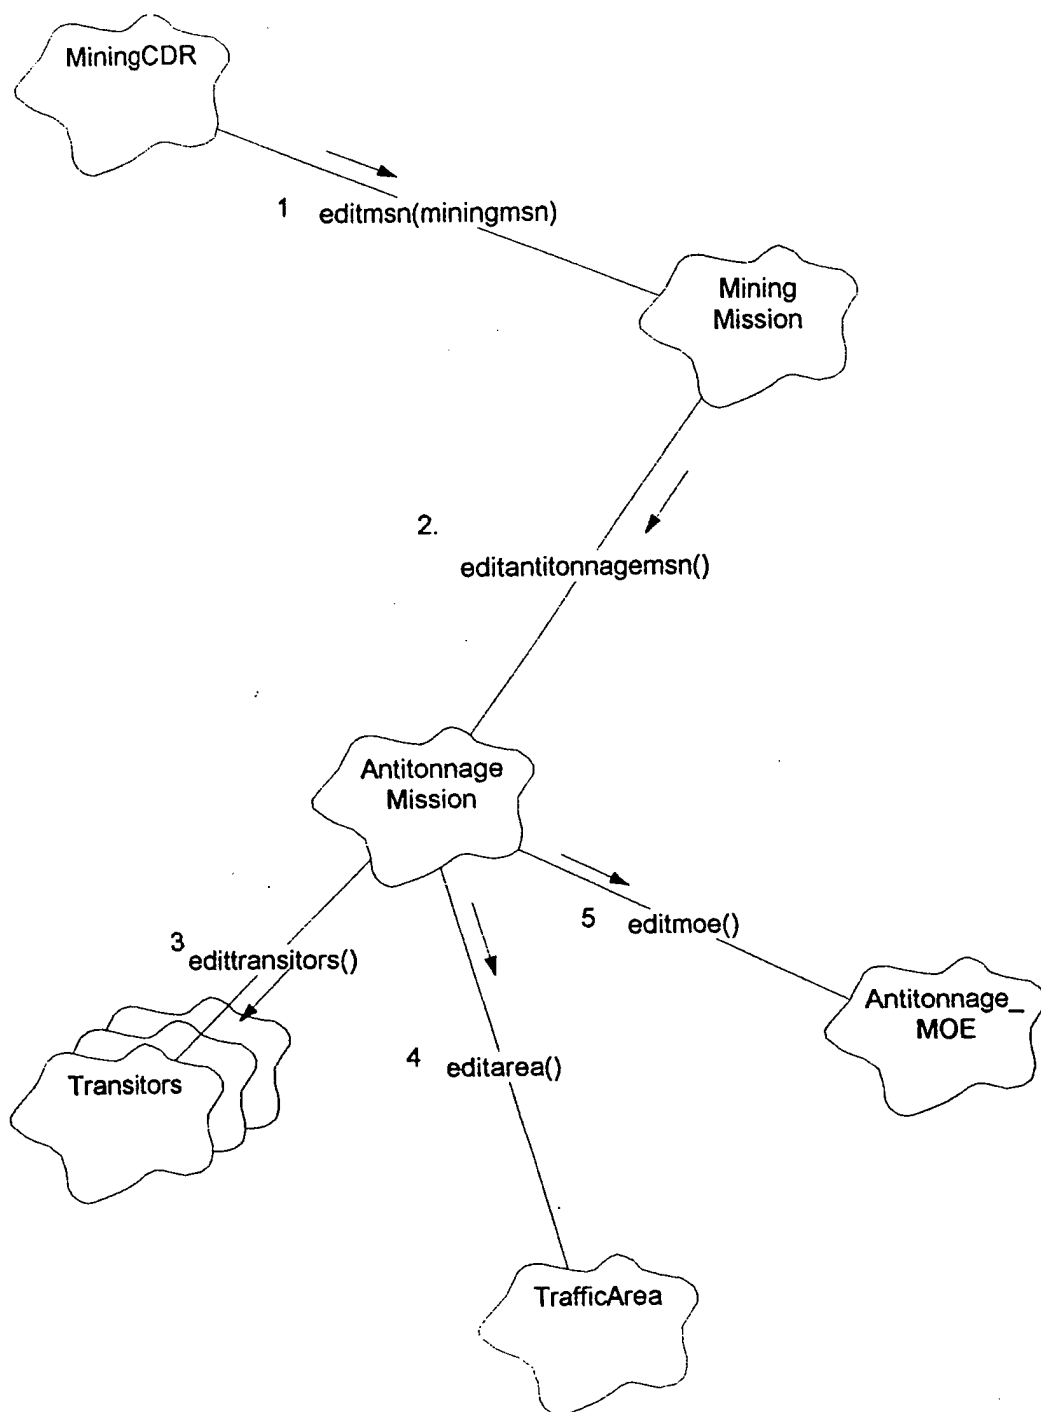 MiningCDR
1 editmsn(miningmsn)
Mining
Mission
2.
editantitonnagemsn()
Antitonnage
Mission
3
edittransitors()
5 editmoe()
Antitonnage_
MOE
4 editarea()
Transitors
TrafficArea